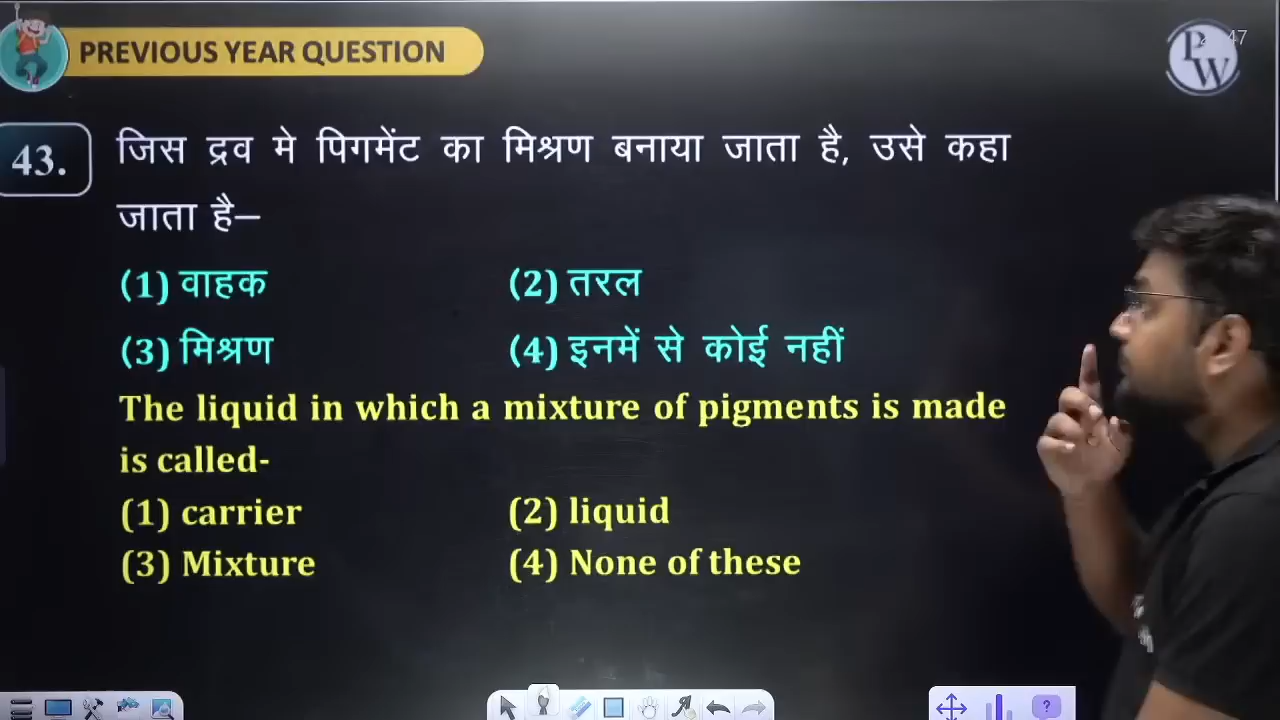 PREVIOUS YEAR QUESTION
PW
47
43. जिस द्रव मे पिगमेंट का मिश्रण बनाया जाता है, उसे कहा
जाता है–
(1) वाहक (2) तरल
(3) मिश्रण (4) इनमें से कोई नहीं
The liquid in which a mixture of pigments is made
is called-
(1) carrier (2) liquid
(3) Mixture (4) None of these
?